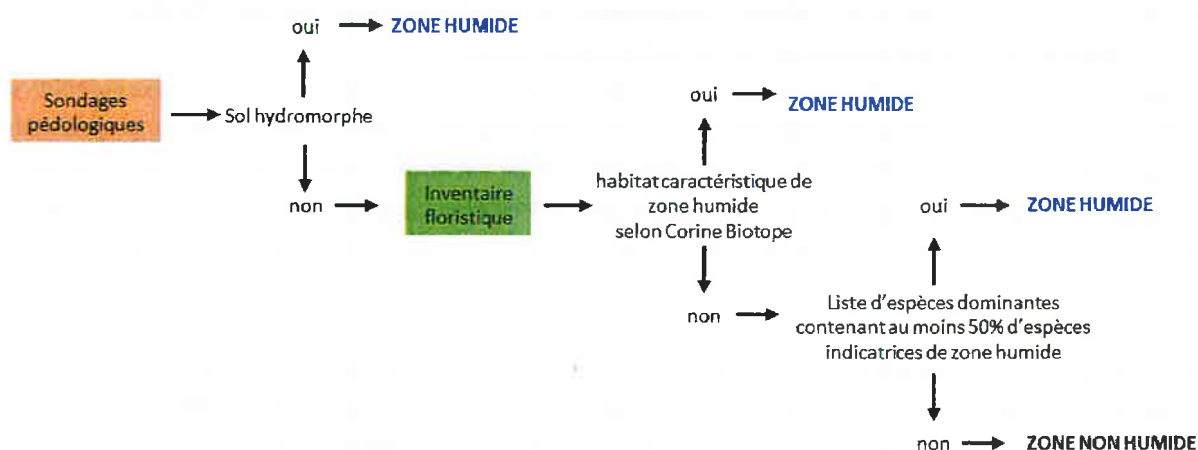 oui
ZONE HUMIDE
Sondages
pédologiques
Sol hydromorphe
non
Inventaire
floristique
habitat caractéristique de
zone humide
selon Corine Biotope
oui
ZONE HUMIDE
non
Liste d'espèces dominantes
contenant au moins 50% d'espèces
indicatrices de zone humide
oui
ZONE HUMIDE
non
ZONE NON HUMIDE